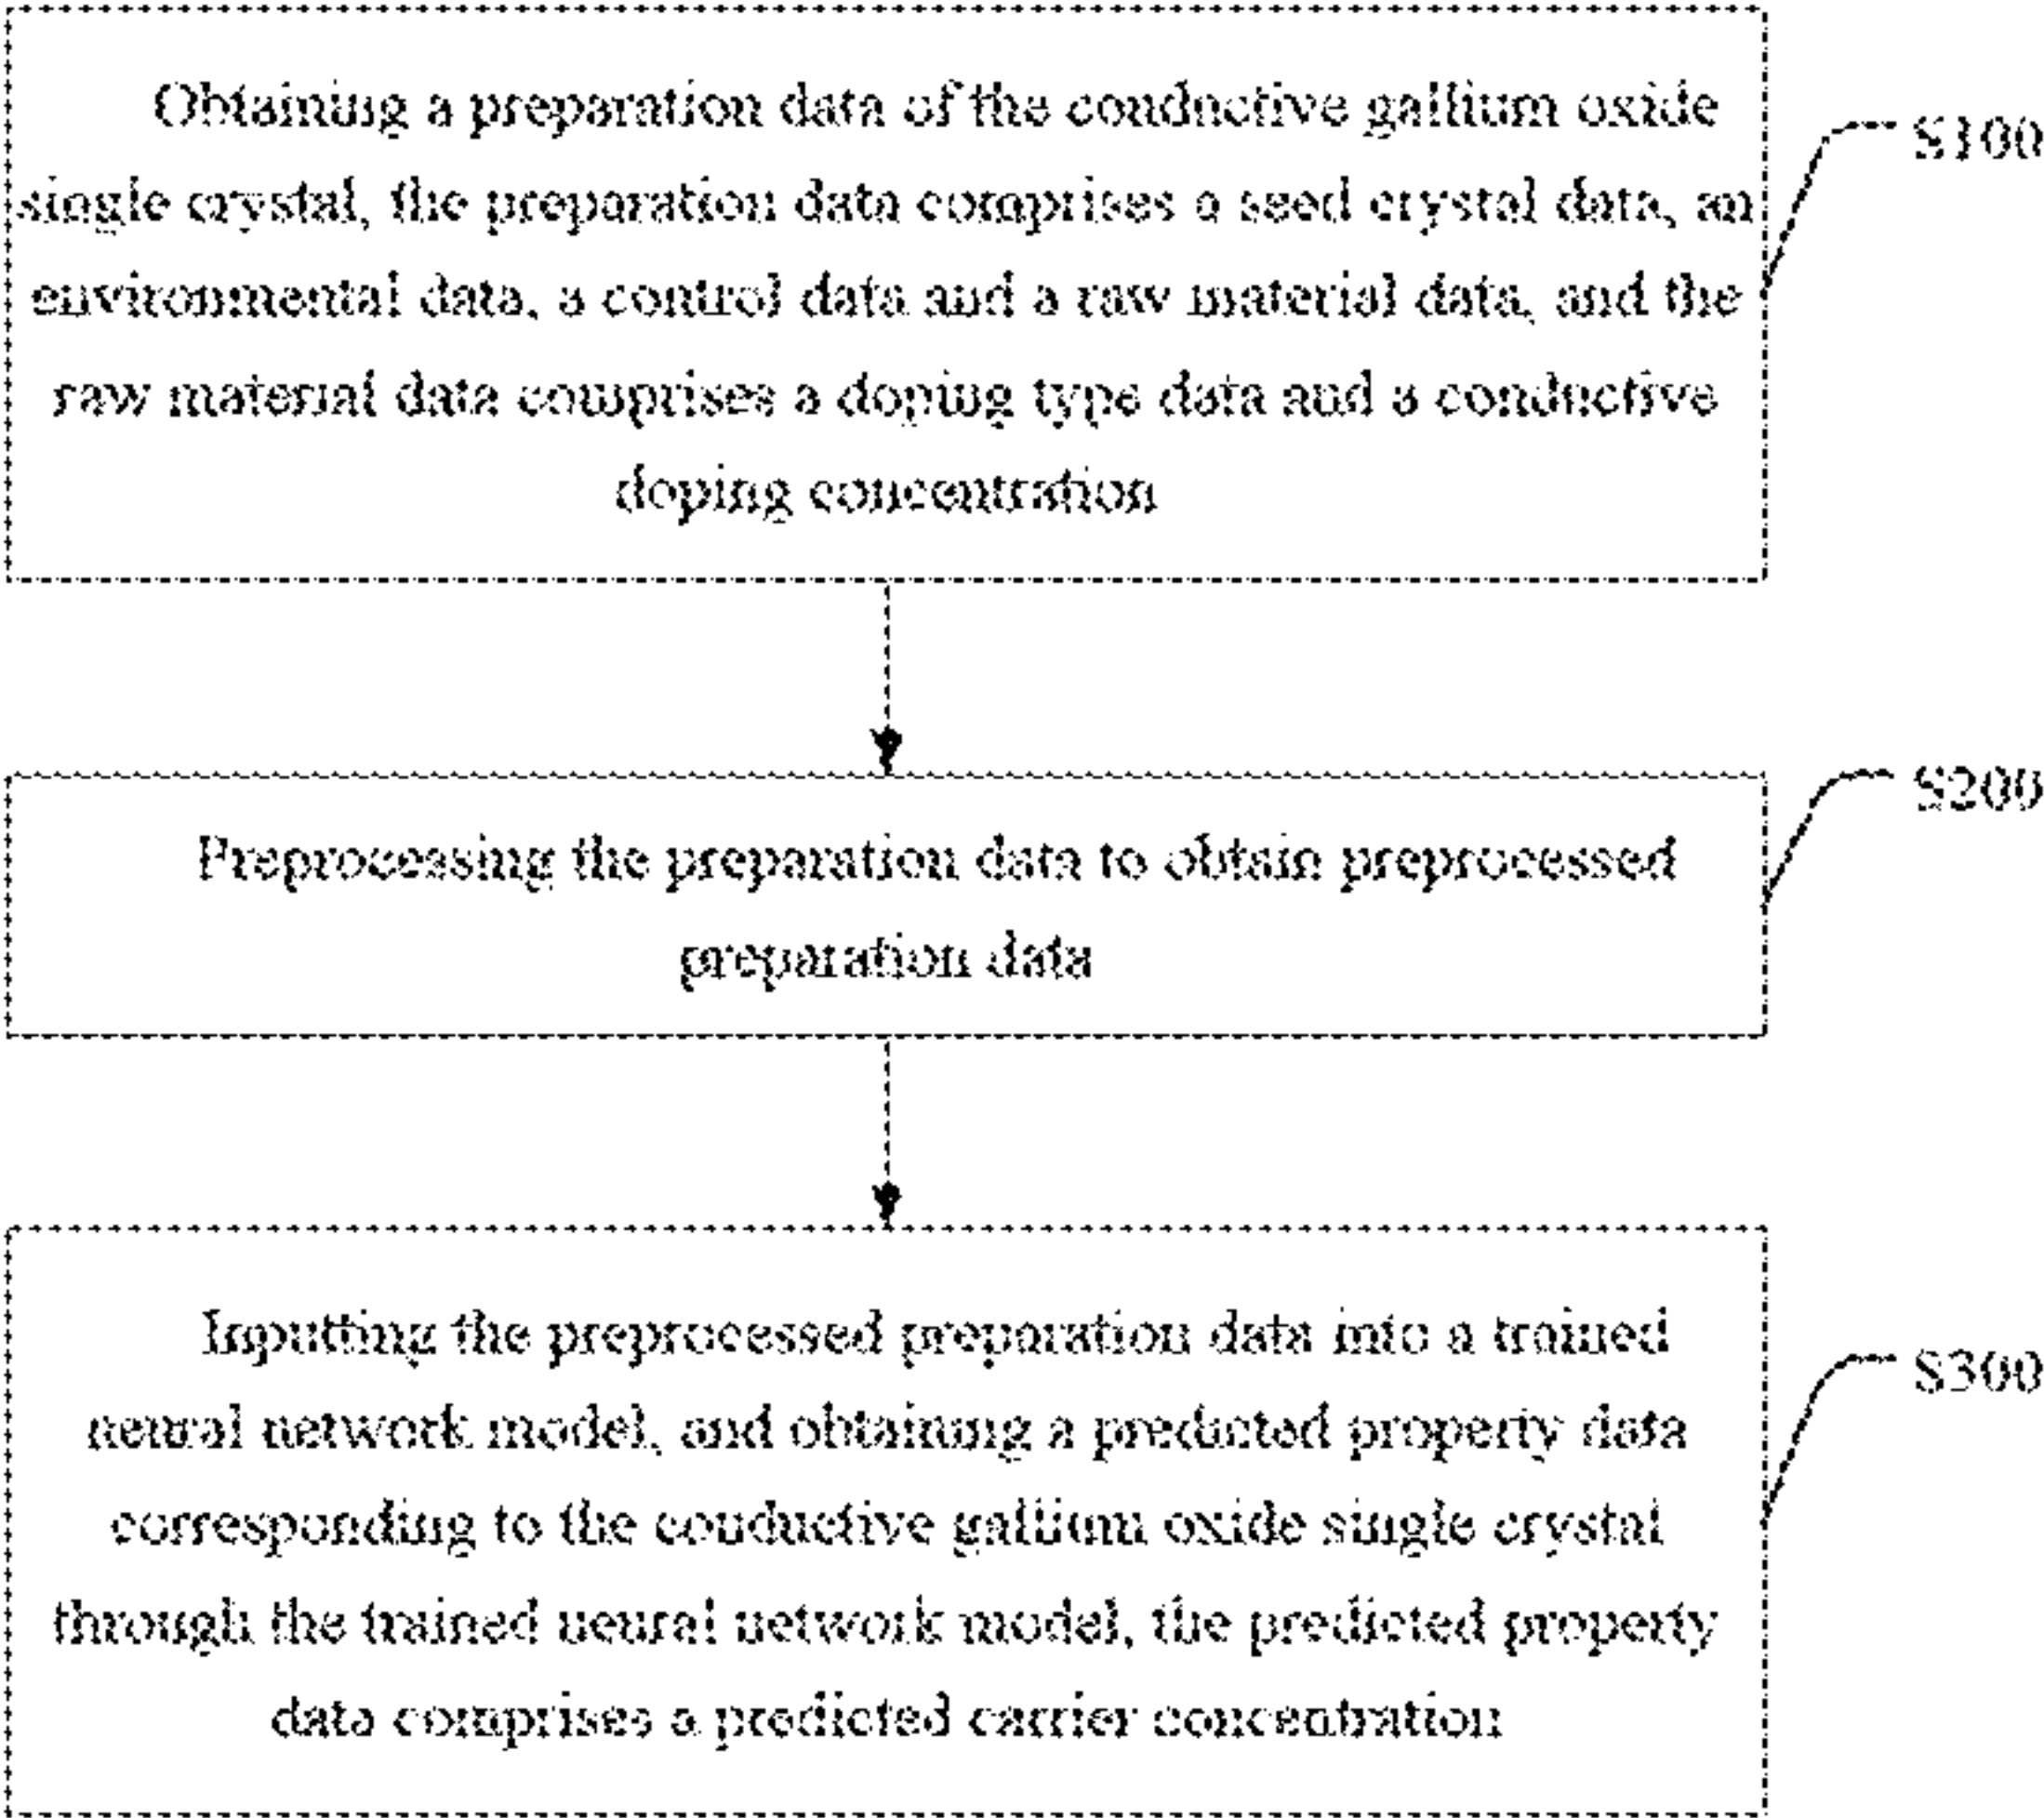 Obtaining a preparation data of the conductive gallium oxide
S100
single crystal, the preparation data comprises a seed crystal data, an
environmental data, a control data and a raw material data, and the
raw material data comprises a doping type data and a conductive
doping concentration
S200
Preprocessing the preparation data to obtain preprocessed
preparation data
Inputting the preprocessed preparation data into a trained
S300
neural network model, and obtaining a predicted property data
corresponding to the conductive gallium oxide single crystal
through the trained neural network model, the predicted property
data comprises a predicted carrier concentration